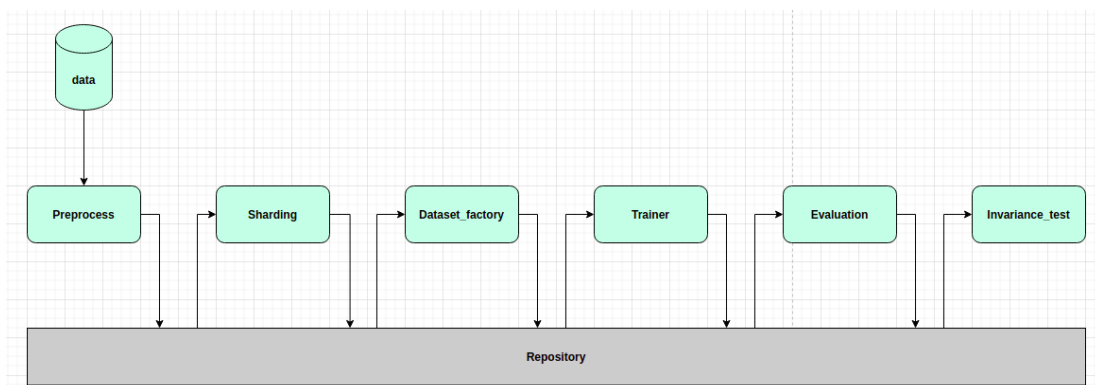 data
Preprocess
Sharding
Dataset_factory
Trainer
Evaluation
Invariance_test
Repository